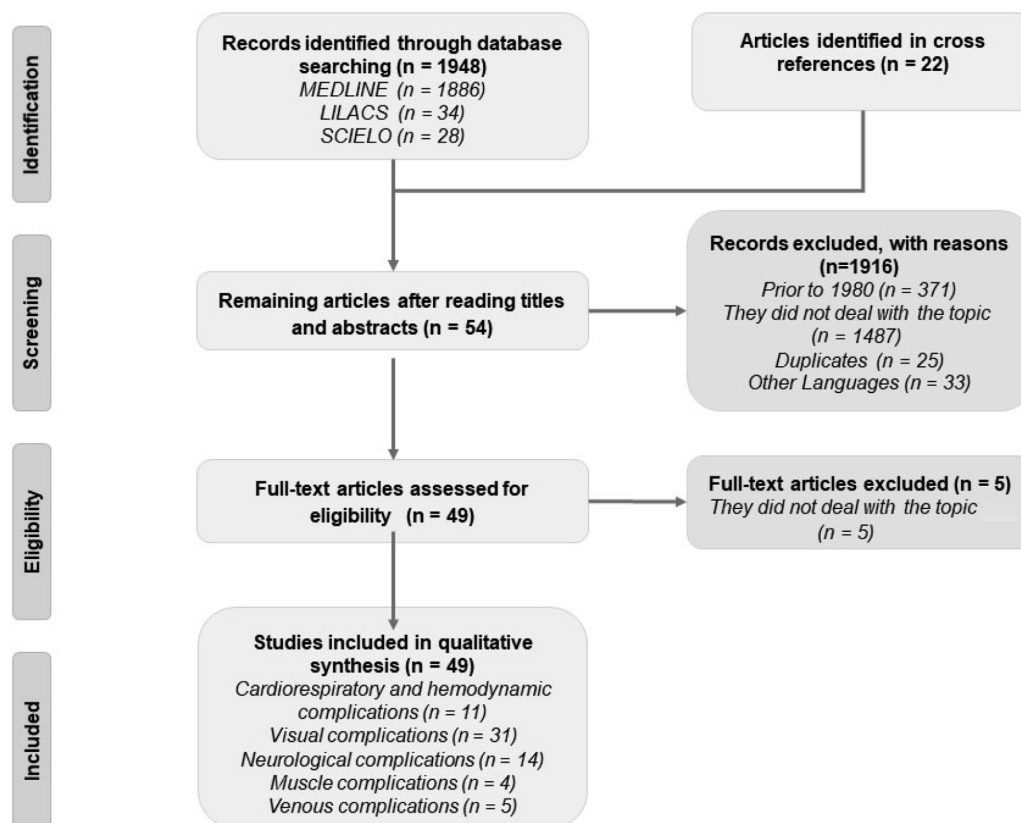 Identification
Records identified through database
searching (n = 1948)
MEDLINE (n = 1886)
LILACS (n = 34)
SCIELO (n = 28)
Articles identified in cross
references (n = 22)
Screening
Remaining articles after reading titles
and abstracts (n = 54)
Records excluded, with reasons
(n=1916)
Prior to 1980 (n = 371)
They did not deal with the topic
(n = 1487)
Duplicates (n = 25)
Other Languages (n = 33)
Eligibility
Full-text articles assessed for
eligibility (n = 49)
Full-text articles excluded (n = 5)
They did not deal with the topic
(n = 5)
Included
Studies included in qualitative
synthesis (n = 49)
Cardiorespiratory and hemodynamic
complications (n = 11)
Visual complications (n = 31)
Neurological complications (n = 14)
Muscle complications (n = 4)
Venous complications (n = 5)